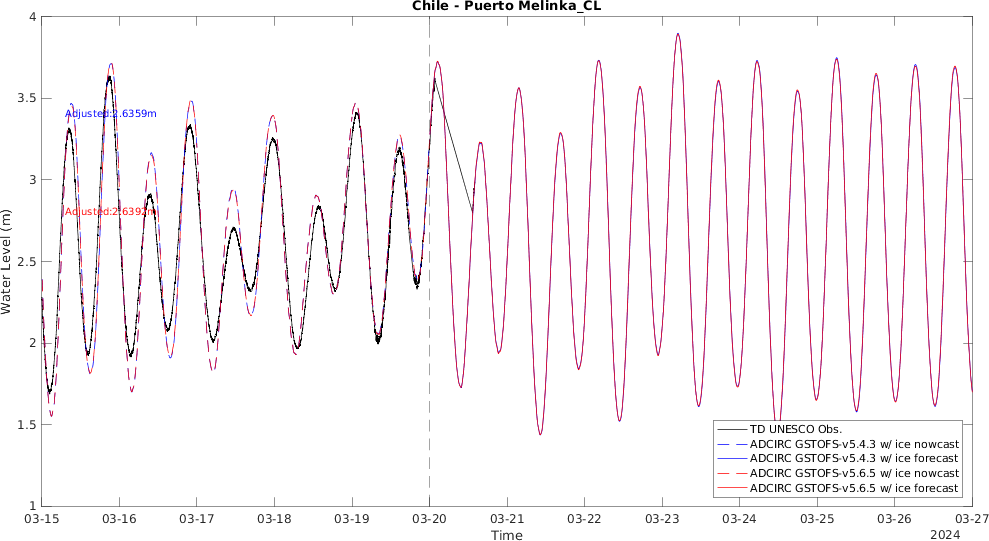 Chile - Puerto Melinka_CL
4
3.5
3
2.5
2
1.5
1
Water Level (m)
Adjusted:2.6359m
Adjusted:2.6392m
TD UNESCO Obs.
ADCIRC GSTOFS-v5.4.3 w/ ice nowcast
ADCIRC GSTOFS-v5.4.3 w/ ice forecast
ADCIRC GSTOFS-v5.6.5 w/ ice nowcast
ADCIRC GSTOFS-v5.6.5 w/ ice forecast
03-15 03-16 03-17 03-18 03-19 03-20 03-21 03-22 03-23 03-24 03-25 03-26 03-27
Time
2024